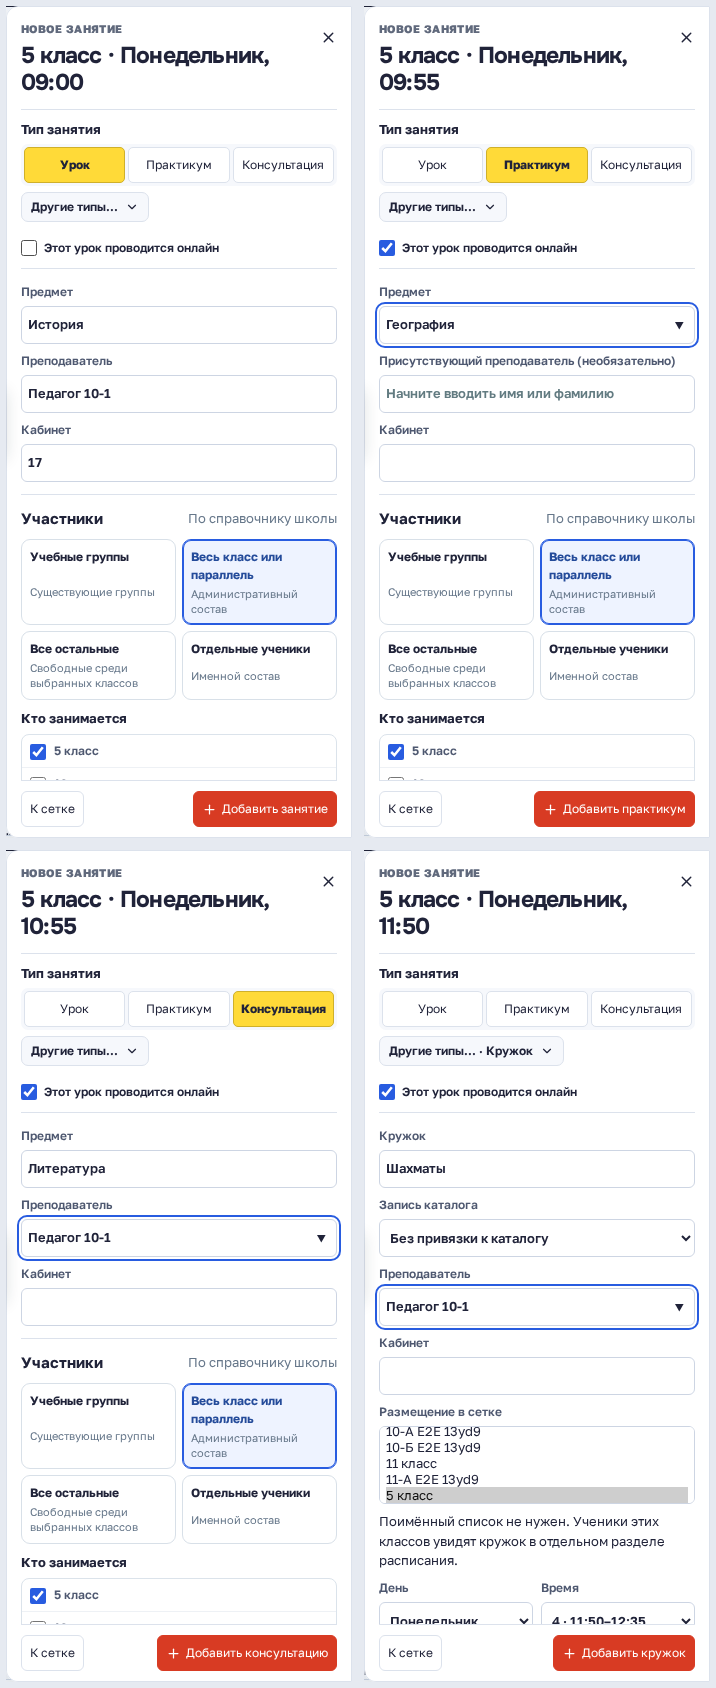 НОВОЕ ЗАНЯТИЕ
5 класс · Понедельник,
09:00
Тип занятия
Урок
Практикум
Консультация
Другие типы...
Этот урок проводится онлайн
Предмет
История
Преподаватель
Педагог 10-1
Кабинет
17
Участники
По справочнику школы
Учебные группы
Существующие группы
Весь класс или
параллель
Административный
состав
Все остальные
Свободные среди
выбранных классов
Отдельные ученики
Именной состав
Кто занимается
5 класс
К сетке
+ Добавить занятие
НОВОЕ ЗАНЯТИЕ
5 класс · Понедельник,
09:55
Тип занятия
Урок
Практикум
Консультация
Другие типы...
Этот урок проводится онлайн
Предмет
География
Присутствующий преподаватель (необязательно)
Начните вводить имя или фамилию
Кабинет
Участники
По справочнику школы
Учебные группы
Существующие группы
Весь класс или
параллель
Административный
состав
Все остальные
Свободные среди
выбранных классов
Отдельные ученики
Именной состав
Кто занимается
5 класс
К сетке
+ Добавить практикум
НОВОЕ ЗАНЯТИЕ
5 класс · Понедельник,
10:55
Тип занятия
Урок
Практикум
Консультация
Другие типы...
Этот урок проводится онлайн
Предмет
Литература
Преподаватель
Педагог 10-1
Кабинет
Участники
По справочнику школы
Учебные группы
Существующие группы
Весь класс или
параллель
Административный
состав
Все остальные
Свободные среди
выбранных классов
Отдельные ученики
Именной состав
Кто занимается
5 класс
К сетке
+ Добавить консультацию
НОВОЕ ЗАНЯТИЕ
5 класс · Понедельник,
11:50
Тип занятия
Урок
Практикум
Консультация
Другие типы... · Кружок
Этот урок проводится онлайн
Кружок
Шахматы
Запись каталога
Без привязки к каталогу
Преподаватель
Педагог 10-1
Кабинет
Размещение в сетке
10-А E2E 13yd9
10-Б E2E 13yd9
11 класс
11-А E2E 13yd9
5 класс
Поимённый список не нужен. Ученики этих
классов увидят кружок в отдельном разделе
расписания.
День
Время
Понедельник
4 · 11:50–12:35
К сетке
+ Добавить кружок